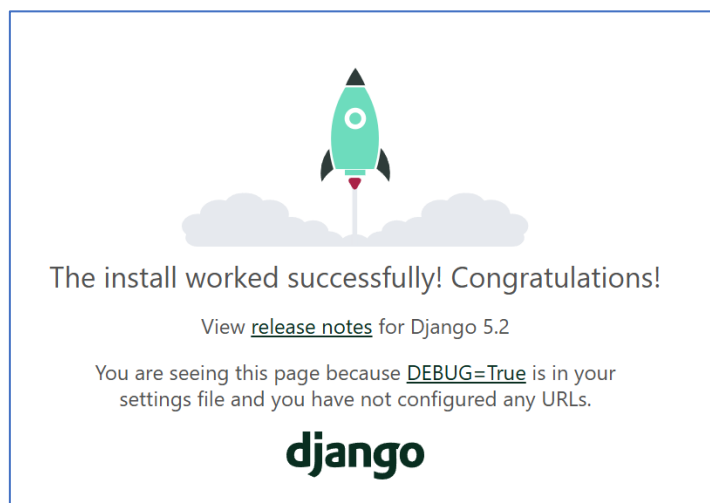 The install worked successfully! Congratulations!
View release notes for Django 5.2
You are seeing this page because DEBUG=True is in your
settings file and you have not configured any URLs.
django